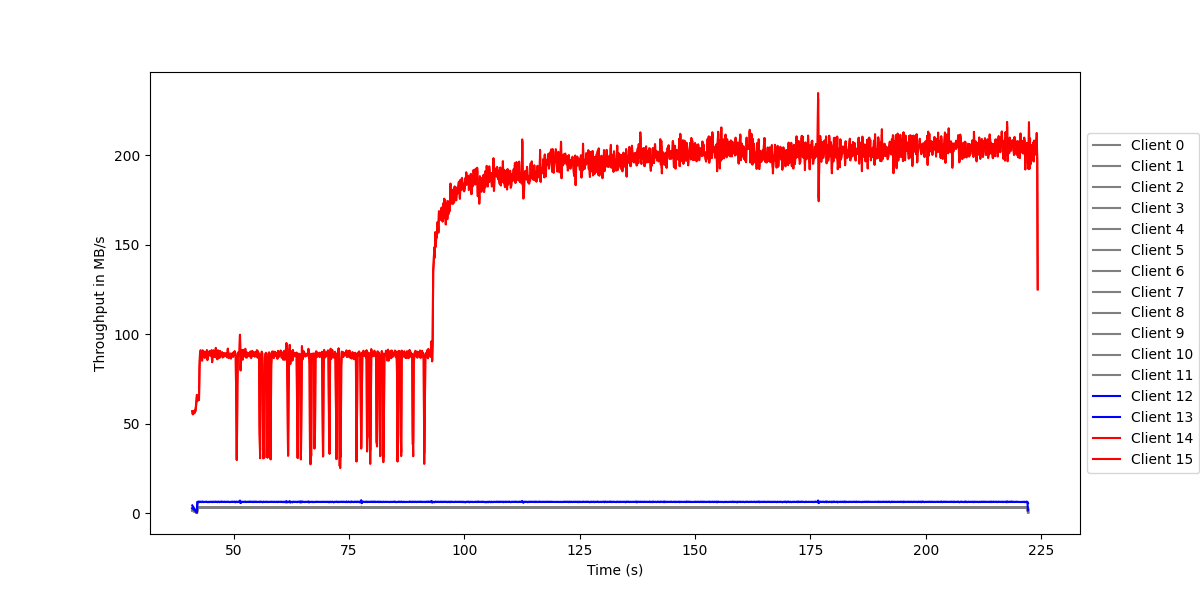 Throughput in MB/s
200
150
100
50
0
50
75
100
125
150
175
200
225
Time (s)
Client 0
Client 1
Client 2
Client 3
Client 4
Client 5
Client 6
Client 7
Client 8
Client 9
Client 10
Client 11
Client 12
Client 13
Client 14
Client 15